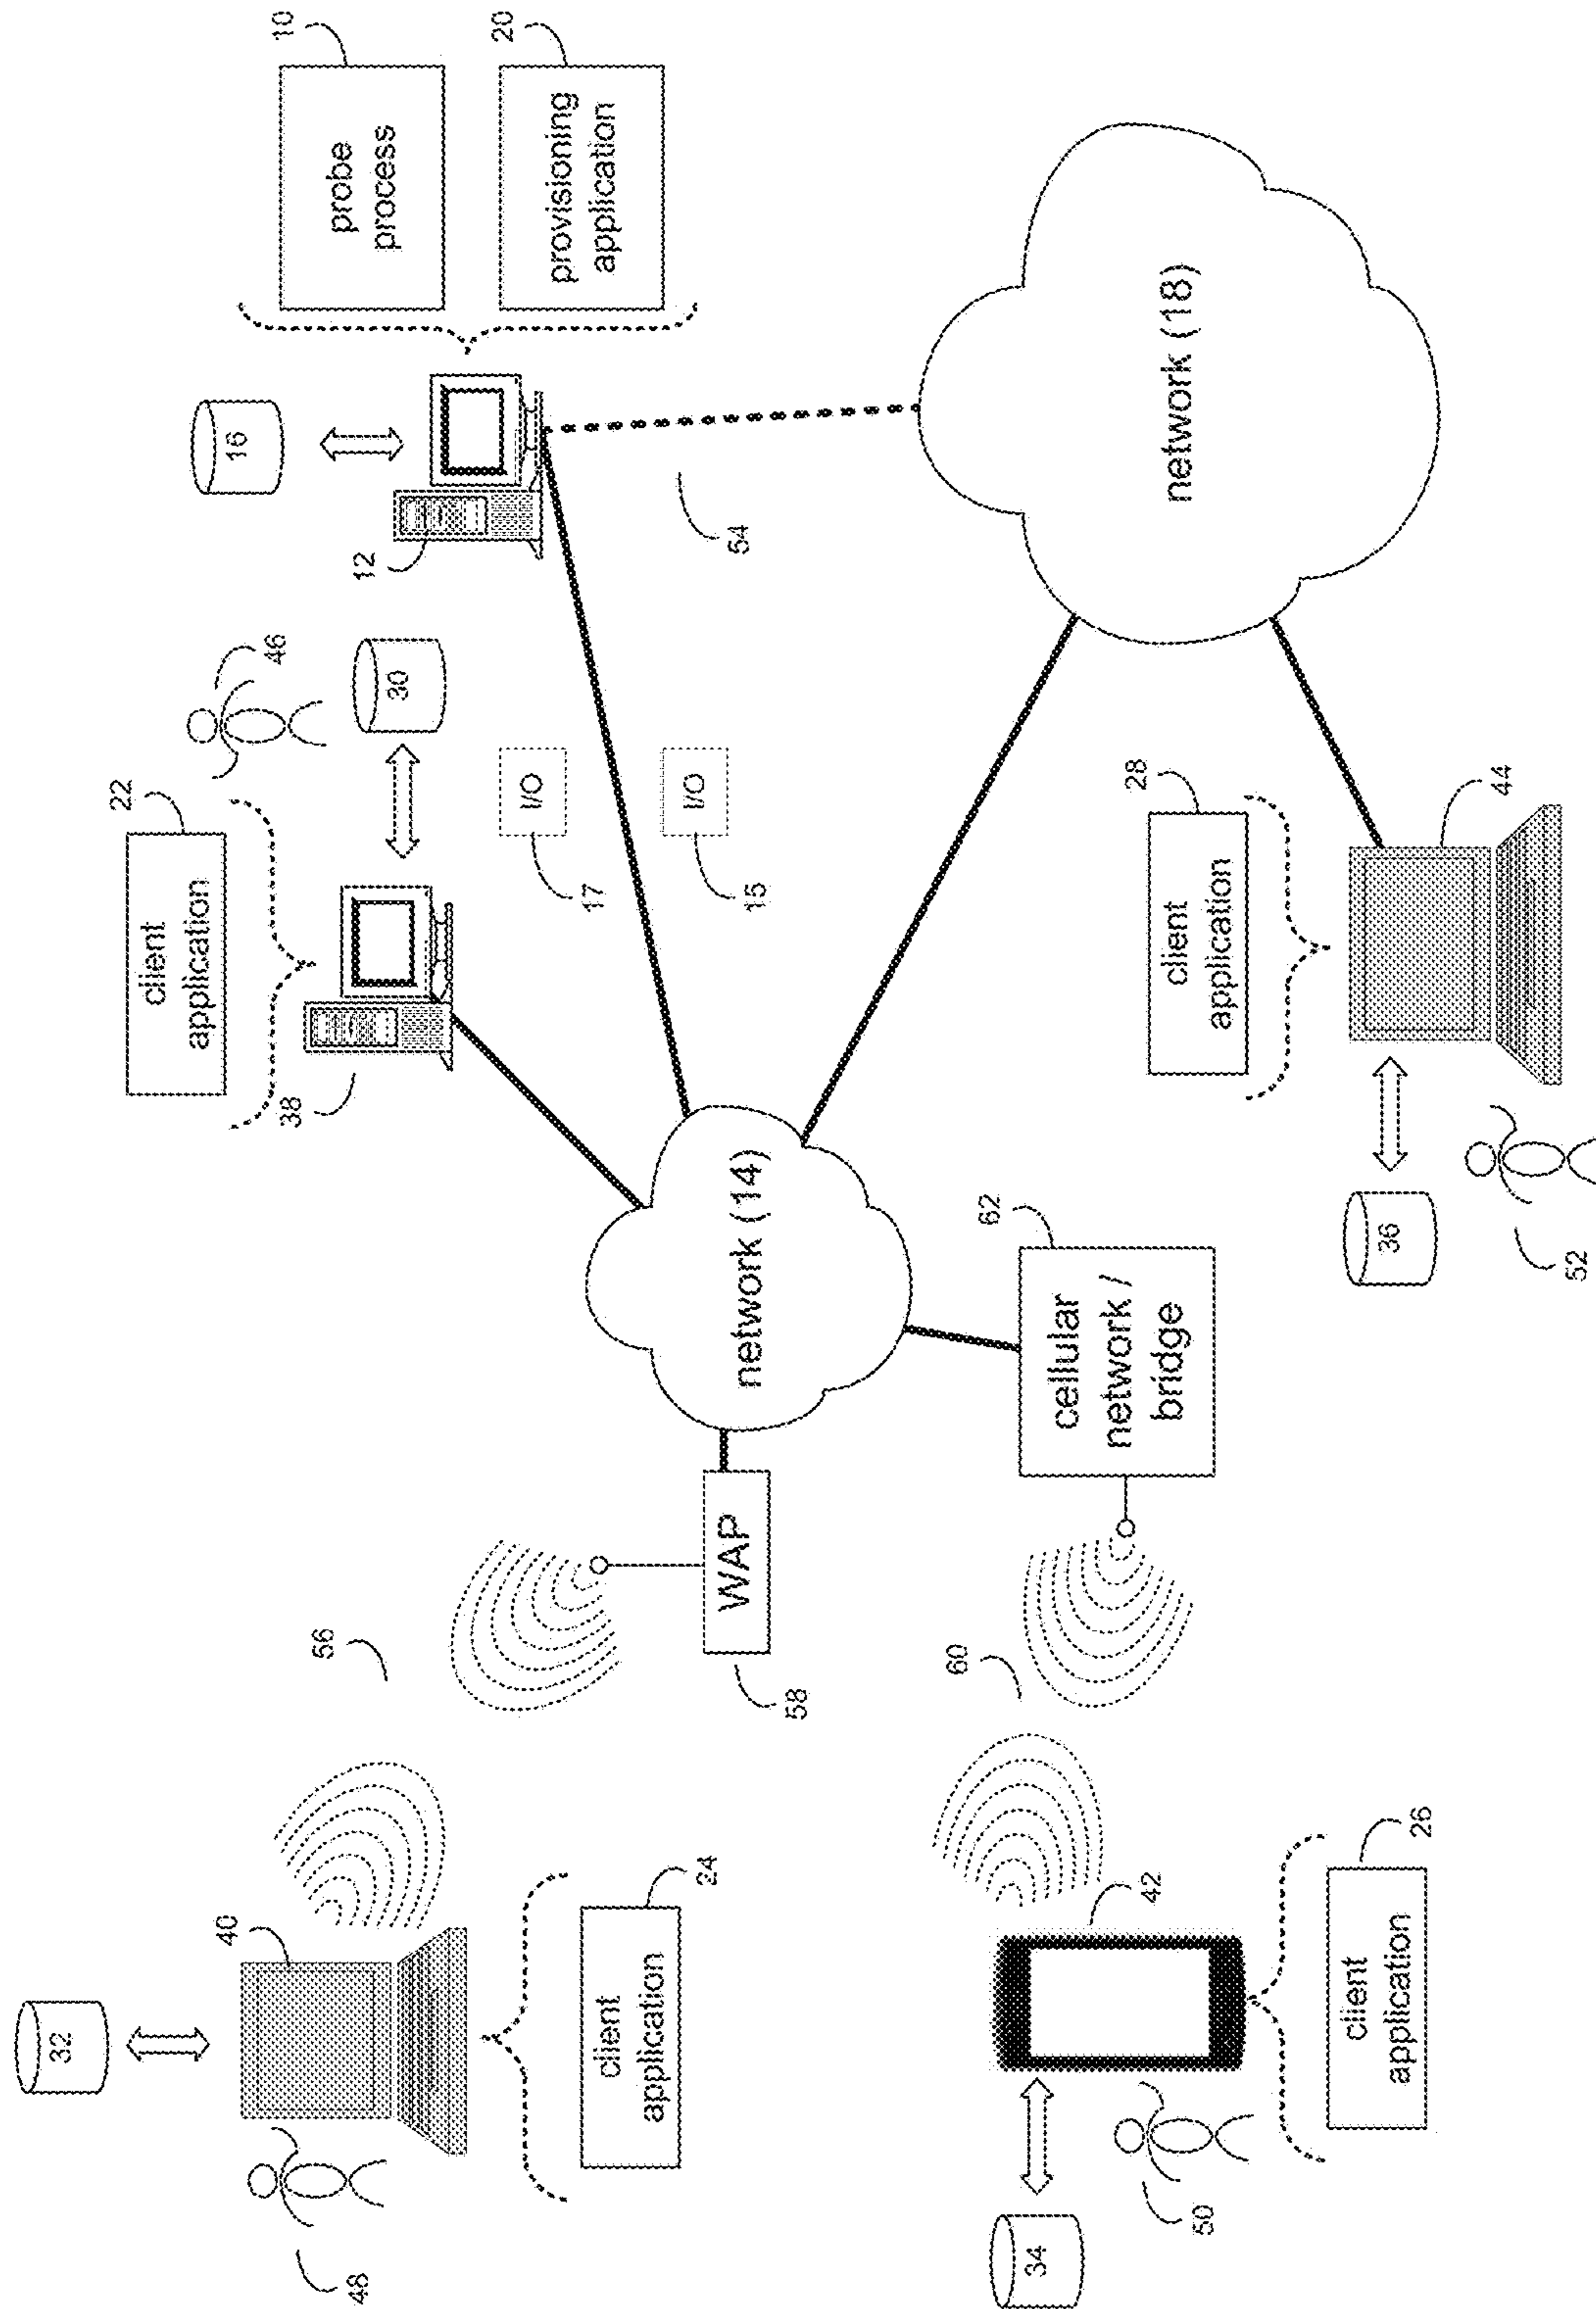 32
22
client
application
46
16
10
48
40
38
30
12
probe
process
56
17
I/O
20
provisioning
application
client
application
24
58
WAP
network (14)
15
I/O
54
34
50
42
60
62
cellular
network /
bridge
client
application
28
network (18)
client
application
26
36
52
44